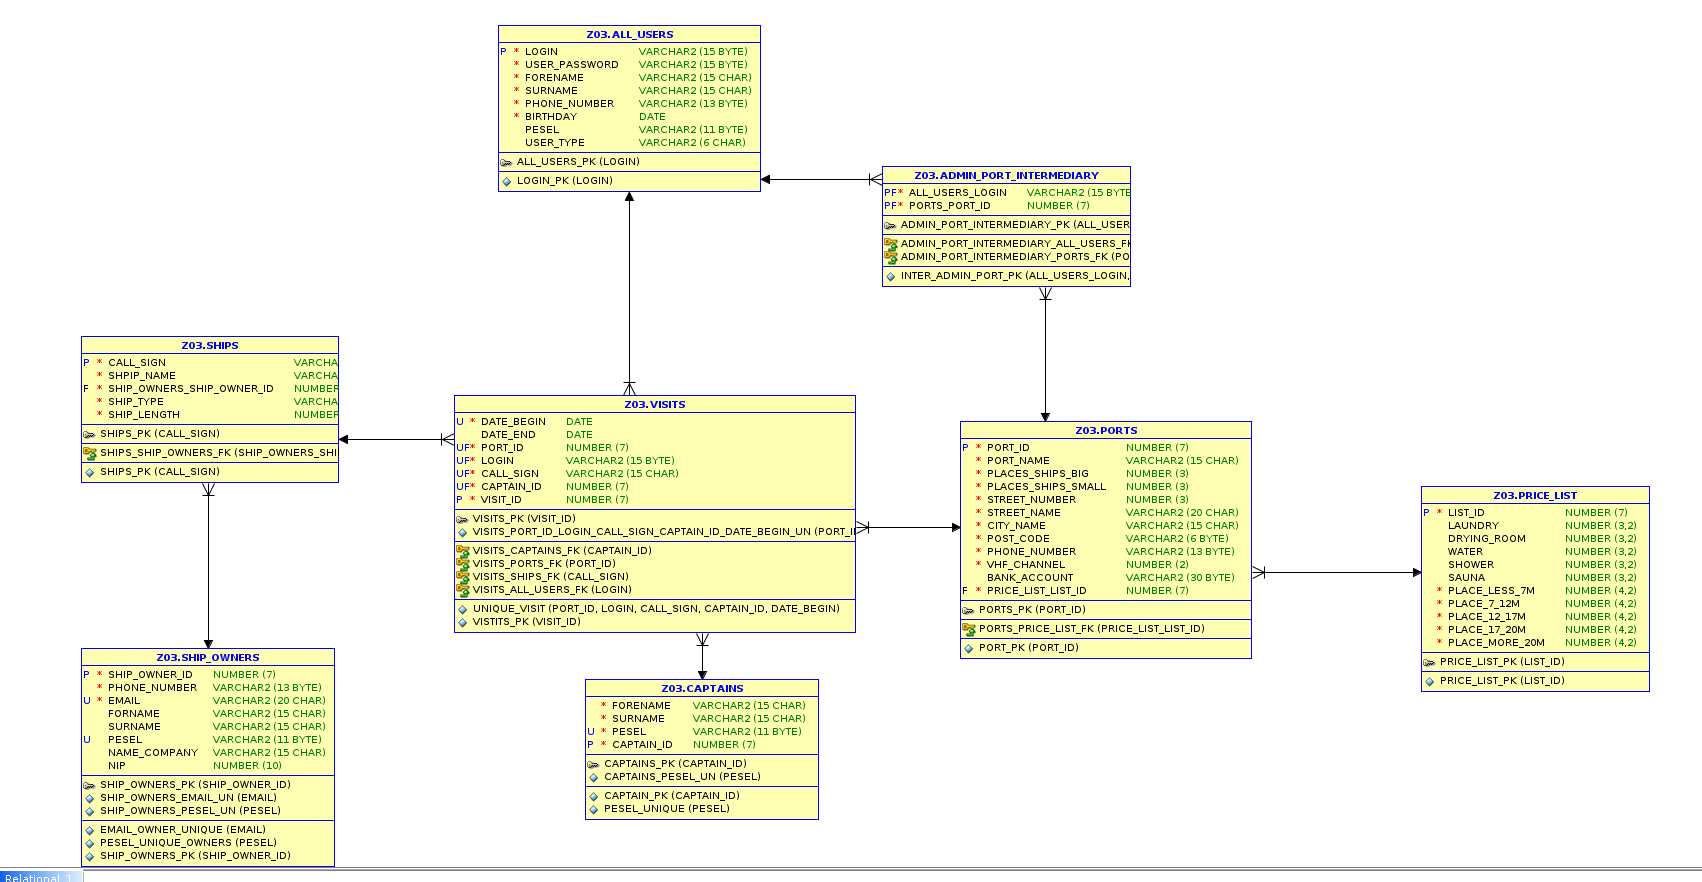 Z03.ALL_USERS
P * LOGIN VARCHAR2 (15 BYTE)
* USER_PASSWORD VARCHAR2 (15 BYTE)
* FORENAME VARCHAR2 (15 CHAR)
* SURNAME VARCHAR2 (15 CHAR)
* PHONE_NUMBER VARCHAR2 (13 BYTE)
* BIRTHDAY DATE
PESEL VARCHAR2 (11 BYTE)
USER_TYPE VARCHAR2 (6 CHAR)
ALL_USERS_PK (LOGIN)
LOGIN_PK (LOGIN)
Z03.ADMIN_PORT_INTERMEDIARY
PF* ALL_USERS_LOGIN VARCHAR2 (15 BYTE
PF* PORTS_PORT_ID NUMBER (7)
ADMIN_PORT_INTERMEDIARY_PK (ALL_USER
ADMIN_PORT_INTERMEDIARY_ALL_USERS_FK
ADMIN_PORT_INTERMEDIARY_PORTS_FK (PO
INTER_ADMIN_PORT_PK (ALL_USERS_LOGIN,
Z03.SHIPS
P * CALL_SIGN VARCHA
* SHPIP_NAME VARCHA
F * SHIP_OWNERS_SHIP_OWNER_ID NUMBER
* SHIP_TYPE VARCHA
* SHIP_LENGTH NUMBER
SHIPS_PK (CALL_SIGN)
SHIPS_SHIP_OWNERS_FK (SHIP_OWNERS_SHI
SHIPS_PK (CALL_SIGN)
Z03.VISITS
U * DATE_BEGIN DATE
DATE_END DATE
UF* PORT_ID NUMBER (7)
UF* LOGIN VARCHAR2 (15 BYTE)
UF* CALL_SIGN VARCHAR2 (15 CHAR)
UF* CAPTAIN_ID NUMBER (7)
P * VISIT_ID NUMBER (7)
VISITS_PK (VISIT_ID)
VISITS_PORT_ID_LOGIN_CALL_SIGN_CAPTAIN_ID_DATE_BEGIN_UN (PORT_I
VISITS_CAPTAINS_FK (CAPTAIN_ID)
VISITS_PORTS_FK (PORT_ID)
VISITS_SHIPS_FK (CALL_SIGN)
VISITS_ALL_USERS_FK (LOGIN)
UNIQUE_VISIT (PORT_ID, LOGIN, CALL_SIGN, CAPTAIN_ID, DATE_BEGIN)
VISTITS_PK (VISIT_ID)
Z03.PORTS
P * PORT_ID NUMBER (7)
* PORT_NAME VARCHAR2 (15 CHAR)
* PLACES_SHIPS_BIG NUMBER (3)
* PLACES_SHIPS_SMALL NUMBER (3)
* STREET_NUMBER NUMBER (3)
* STREET_NAME VARCHAR2 (20 CHAR)
* CITY_NAME VARCHAR2 (15 CHAR)
* POST_CODE VARCHAR2 (6 BYTE)
* PHONE_NUMBER VARCHAR2 (13 BYTE)
* VHF_CHANNEL NUMBER (2)
BANK_ACCOUNT VARCHAR2 (30 BYTE)
F * PRICE_LIST_LIST_ID NUMBER (7)
PORTS_PK (PORT_ID)
PORTS_PRICE_LIST_FK (PRICE_LIST_LIST_ID)
PORT_PK (PORT_ID)
Z03.PRICE_LIST
P * LIST_ID NUMBER (7)
LAUNDRY NUMBER (3,2)
DRYING_ROOM NUMBER (3,2)
WATER NUMBER (3,2)
SHOWER NUMBER (3,2)
SAUNA NUMBER (3,2)
* PLACE_LESS_7M NUMBER (4,2)
* PLACE_7_12M NUMBER (4,2)
* PLACE_12_17M NUMBER (4,2)
* PLACE_17_20M NUMBER (4,2)
* PLACE_MORE_20M NUMBER (4,2)
PRICE_LIST_PK (LIST_ID)
PRICE_LIST_PK (LIST_ID)
Z03.SHIP_OWNERS
P * SHIP_OWNER_ID NUMBER (7)
* PHONE_NUMBER VARCHAR2 (13 BYTE)
U * EMAIL VARCHAR2 (20 CHAR)
FORNAME VARCHAR2 (15 CHAR)
SURNAME VARCHAR2 (15 CHAR)
U PESEL VARCHAR2 (11 BYTE)
NAME_COMPANY VARCHAR2 (15 CHAR)
NIP NUMBER (10)
SHIP_OWNERS_PK (SHIP_OWNER_ID)
SHIP_OWNERS_EMAIL_UN (EMAIL)
SHIP_OWNERS_PESEL_UN (PESEL)
EMAIL_OWNER_UNIQUE (EMAIL)
PESEL_UNIQUE_OWNERS (PESEL)
SHIP_OWNERS_PK (SHIP_OWNER_ID)
Z03.CAPTAINS
* FORENAME VARCHAR2 (15 CHAR)
* SURNAME VARCHAR2 (15 CHAR)
U * PESEL VARCHAR2 (11 BYTE)
P * CAPTAIN_ID NUMBER (7)
CAPTAINS_PK (CAPTAIN_ID)
CAPTAINS_PESEL_UN (PESEL)
CAPTAIN_PK (CAPTAIN_ID)
PESEL_UNIQUE (PESEL)
Relational_1